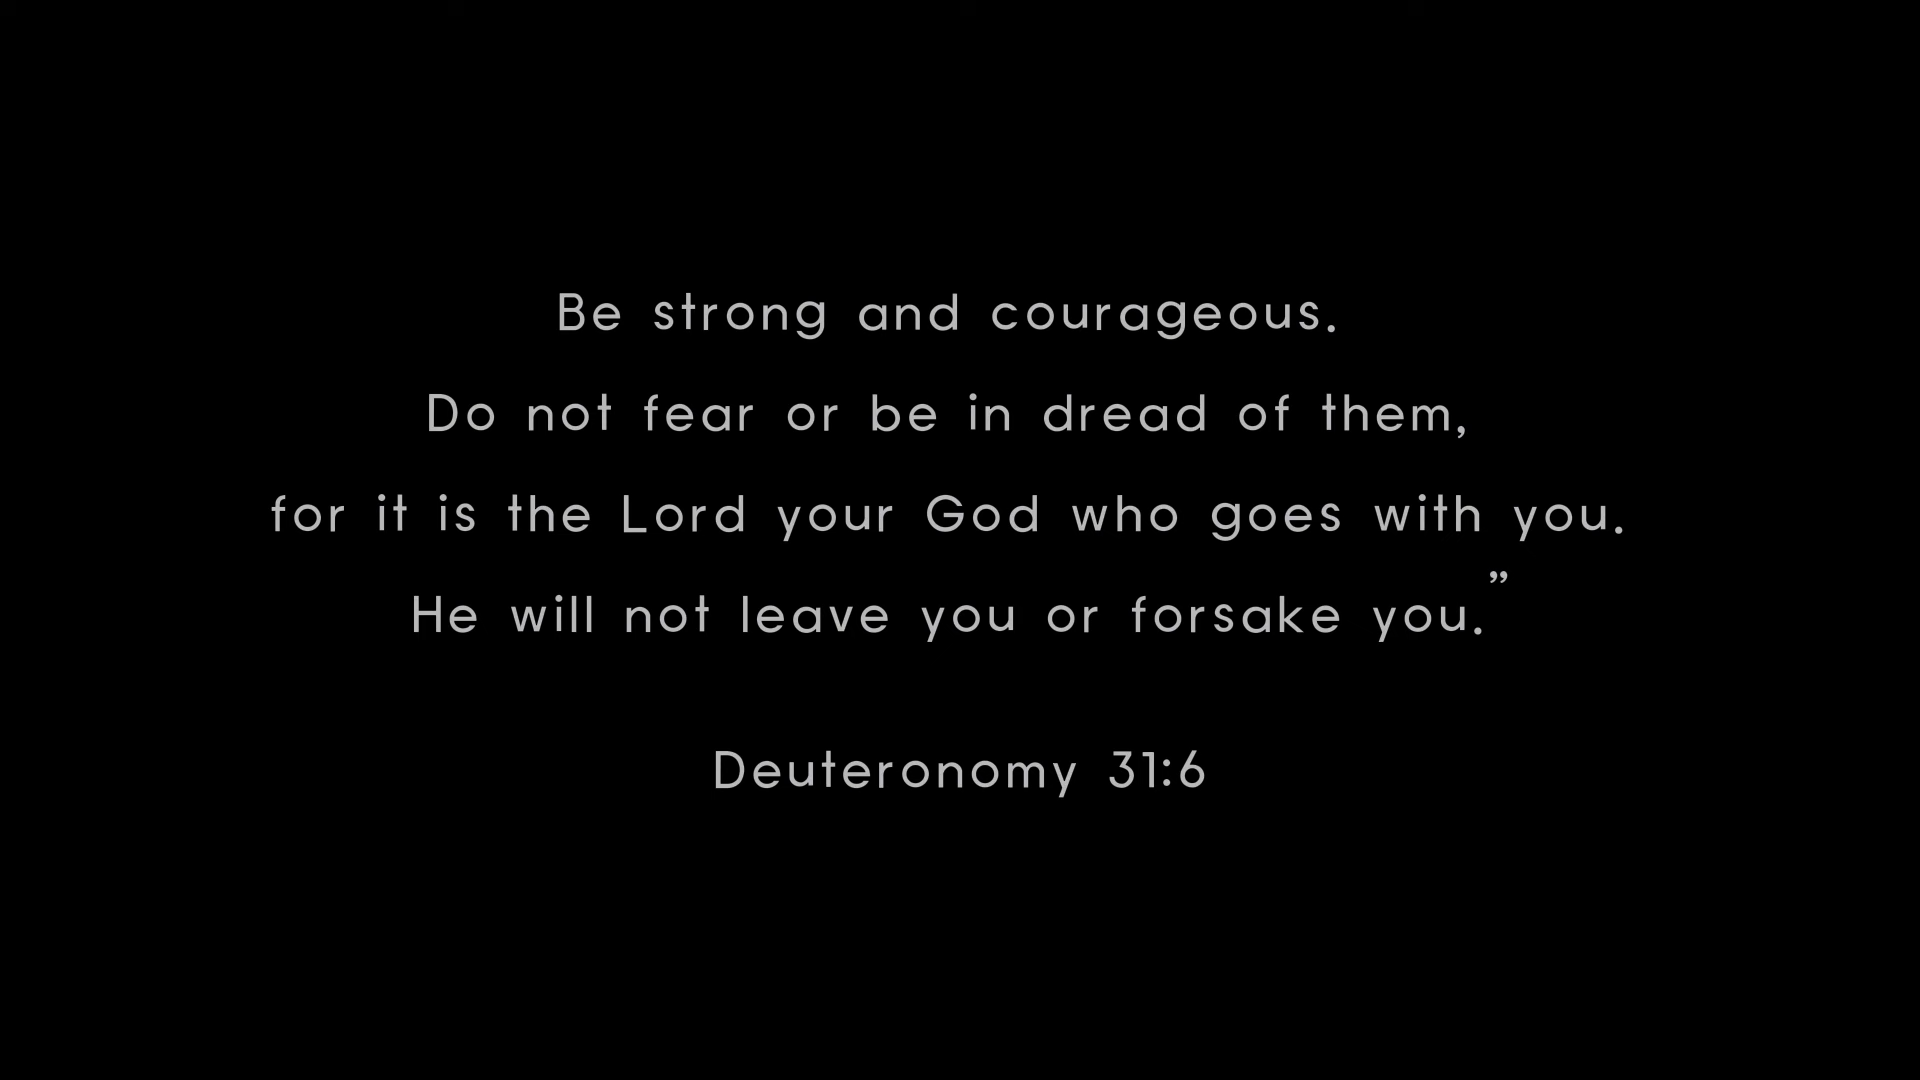 Be strong and courageous.
Do not fear or be in dread of them,
for it is the Lord your God who goes with you.
He will not leave you or forsake you.”
Deuteronomy 31:6